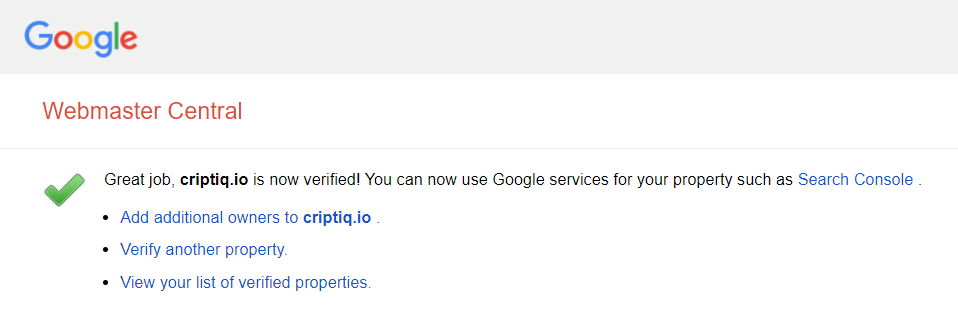 Google
Webmaster Central
Great job, criptiq.io is now verified! You can now use Google services for your property such as Search Console .
• Add additional owners to criptiq.io .
• Verify another property.
• View your list of verified properties.